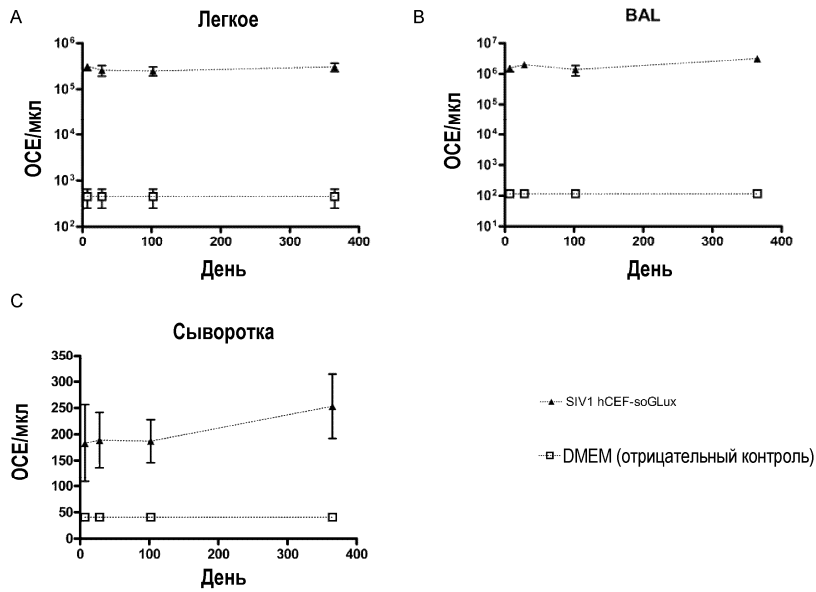 A
Легкое
ОСЕ/мкл
10⁶
10⁵
10⁴
10³
10²
0 100 200 300 400
День
B
BAL
ОСЕ/мкл
10⁷
10⁶
10⁵
10⁴
10³
10²
10¹
0 100 200 300 400
День
C
Сыворотка
ОСЕ/мкл
350
300
250
200
150
100
50
0
0 100 200 300 400
День
SIV1 hCEF-soGLux
DMEM (отрицательный контроль)